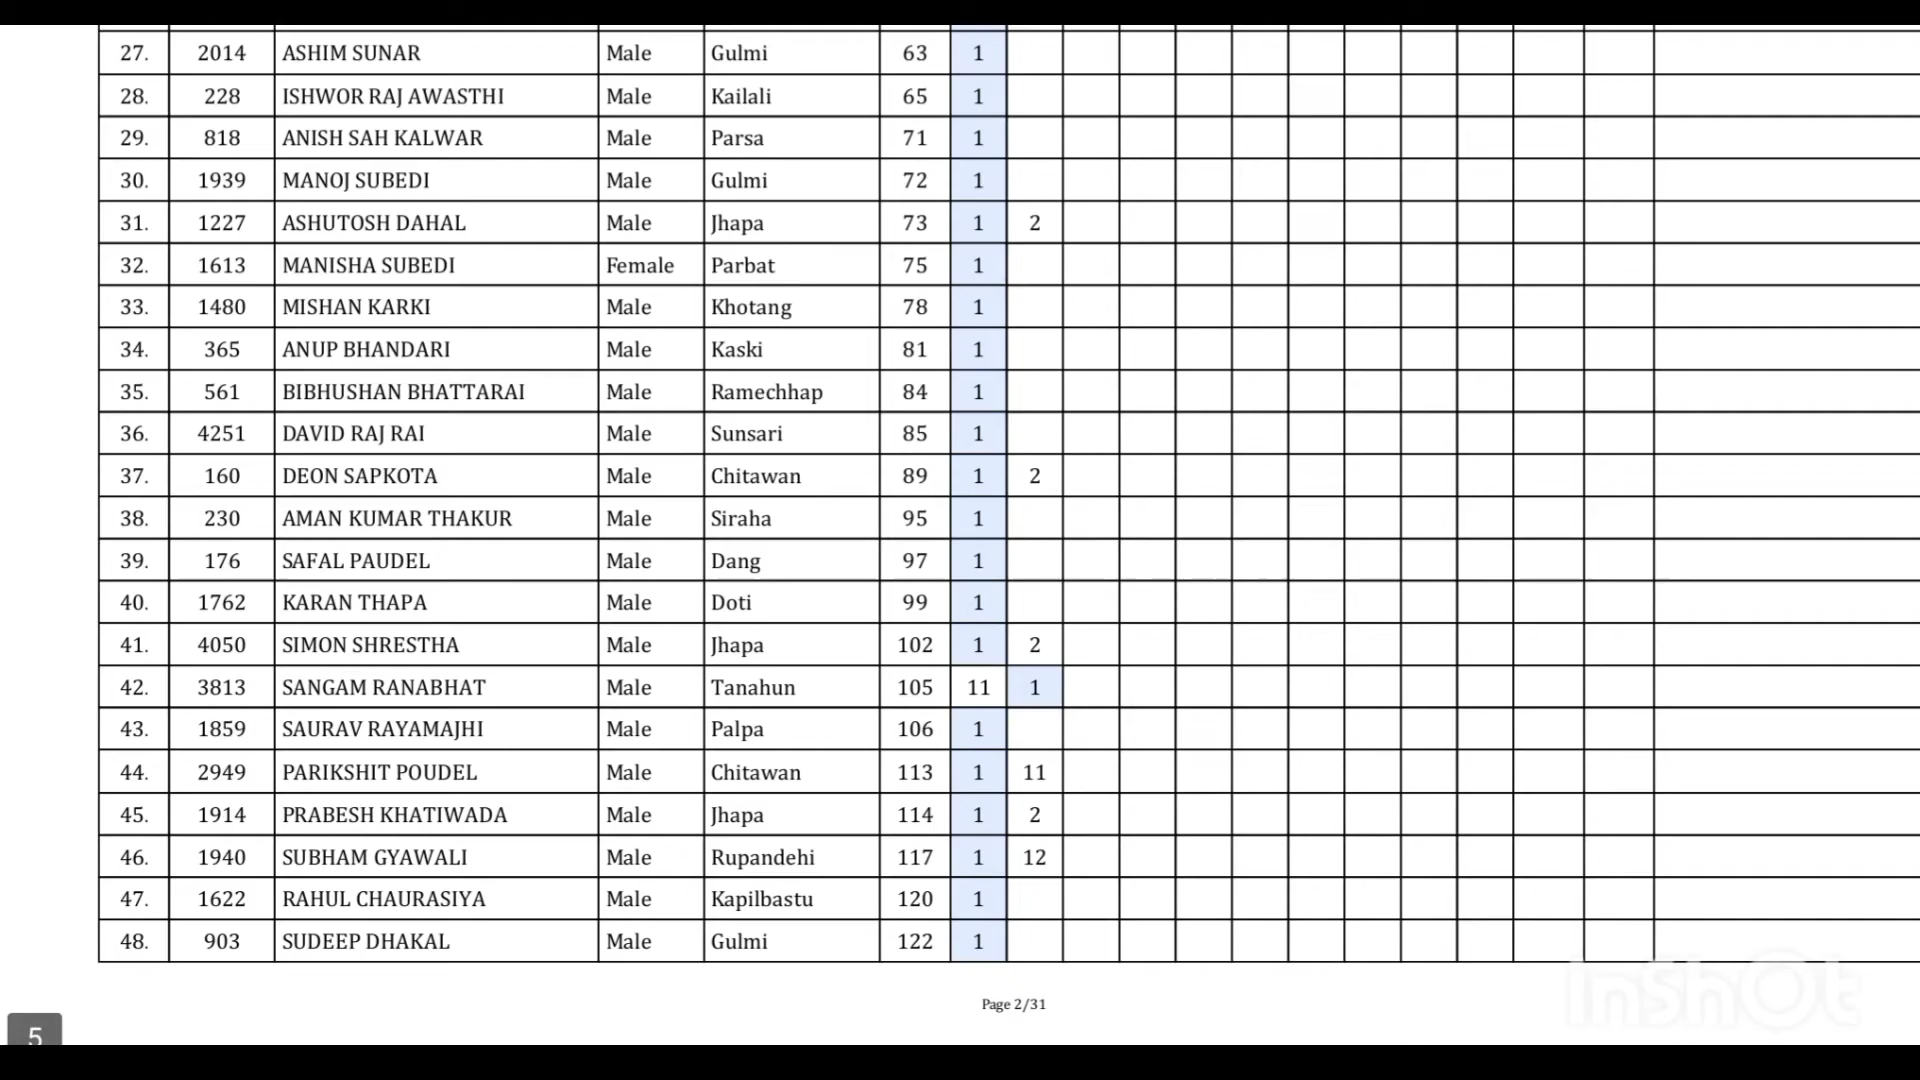 27. 2014 ASHIM SUNAR Male Gulmi 63 1
28. 228 ISHWOR RAJ AWASTHI Male Kailali 65 1
29. 818 ANISH SAH KALWAR Male Parsa 71 1
30. 1939 MANOJ SUBEDI Male Gulmi 72 1
31. 1227 ASHUTOSH DAHAL Male Jhapa 73 1 2
32. 1613 MANISHA SUBEDI Female Parbat 75 1
33. 1480 MISHAN KARKI Male Khotang 78 1
34. 365 ANUP BHANDARI Male Kaski 81 1
35. 561 BIBHUSHAN BHATTARAI Male Ramechhap 84 1
36. 4251 DAVID RAJ RAI Male Sunsari 85 1
37. 160 DEON SAPKOTA Male Chitawan 89 1 2
38. 230 AMAN KUMAR THAKUR Male Siraha 95 1
39. 176 SAFAL PAUDEL Male Dang 97 1
40. 1762 KARAN THAPA Male Doti 99 1
41. 4050 SIMON SHRESTHA Male Jhapa 102 1 2
42. 3813 SANGAM RANABHAT Male Tanahun 105 11 1
43. 1859 SAURAV RAYAMAJHI Male Palpa 106 1
44. 2949 PARIKSHIT POUDEL Male Chitawan 113 1 11
45. 1914 PRABESH KHATIWADA Male Jhapa 114 1 2
46. 1940 SUBHAM GYAWALI Male Rupandehi 117 1 12
47. 1622 RAHUL CHAURASIYA Male Kapilbastu 120 1
48. 903 SUDEEP DHAKAL Male Gulmi 122 1
Page 2/31
InShOt
5